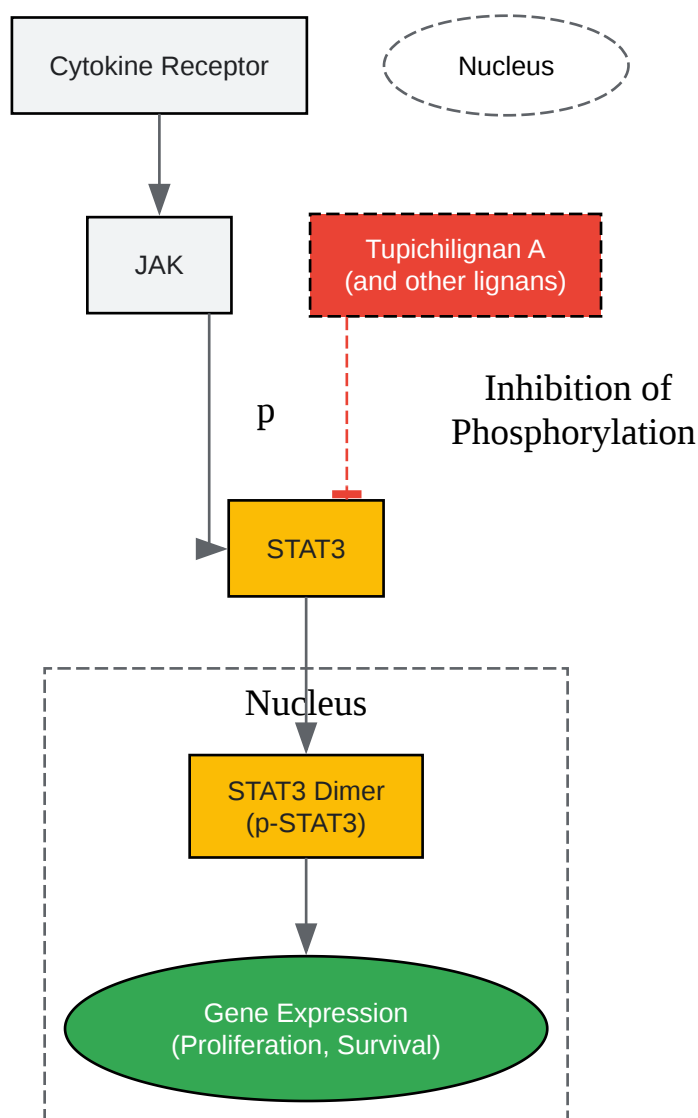 Cytokine Receptor
Nucleus
JAK
Tupichilignan A
(and other lignans)
p
Inhibition of
Phosphorylation
STAT3
Nucleus
STAT3 Dimer
(p-STAT3)
Gene Expression
(Proliferation, Survival)